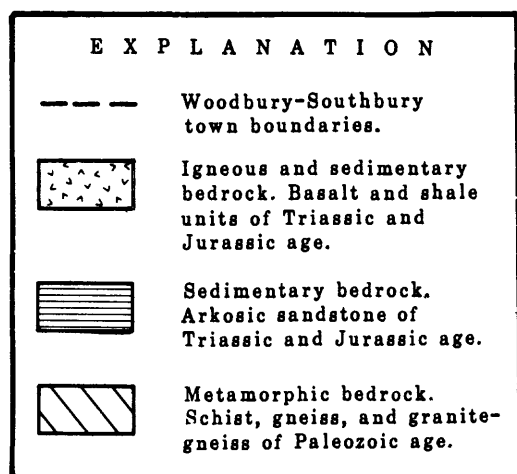 E X P L A N A T I O N
Woodbury-Southbury
town boundaries.
Igneous and sedimentary
bedrock. Basalt and shale
units of Triassic and
Jurassic age.
Sedimentary bedrock.
Arkosic sandstone of
Triassic and Jurassic age.
Metamorphic bedrock.
Schist, gneiss, and granite-
gneiss of Paleozoic age.